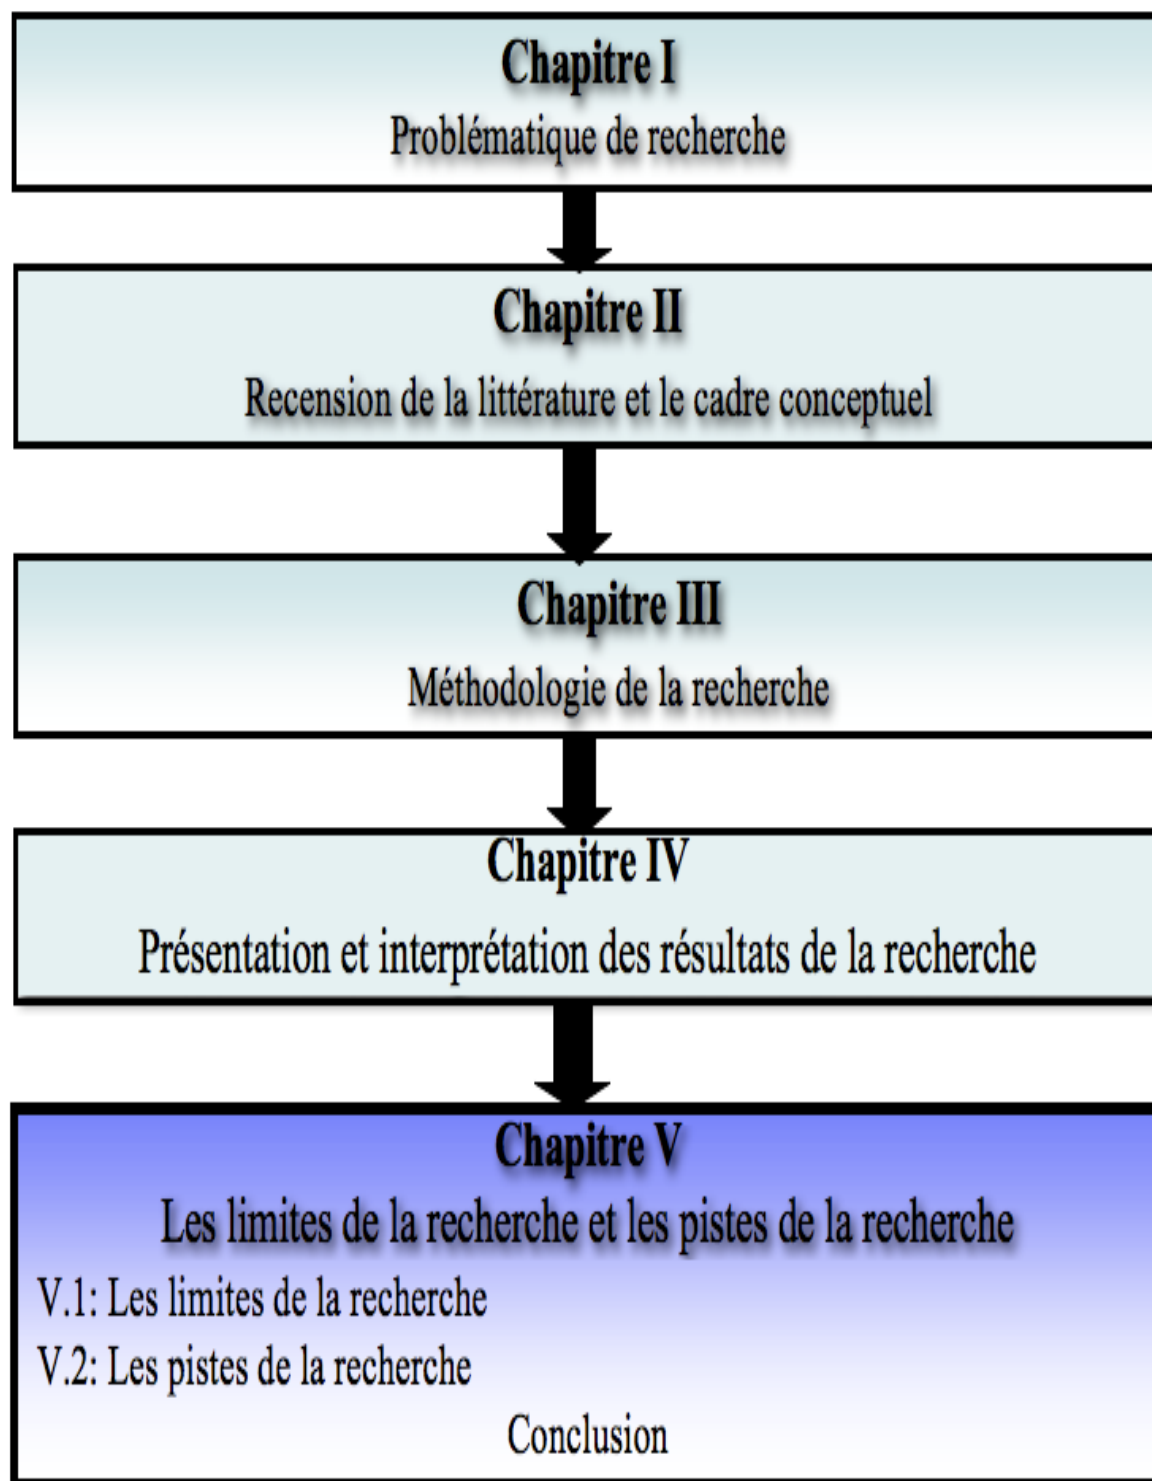 Chapitre I
Problématique de recherche
Chapitre II
Recension de la littérature et le cadre conceptuel
Chapitre III
Méthodologie de la recherche
Chapitre IV
Présentation et interprétation des résultats de la recherche
Chapitre V
Les limites de la recherche et les pistes de la recherche
V.1: Les limites de la recherche
V.2: Les pistes de la recherche
Conclusion